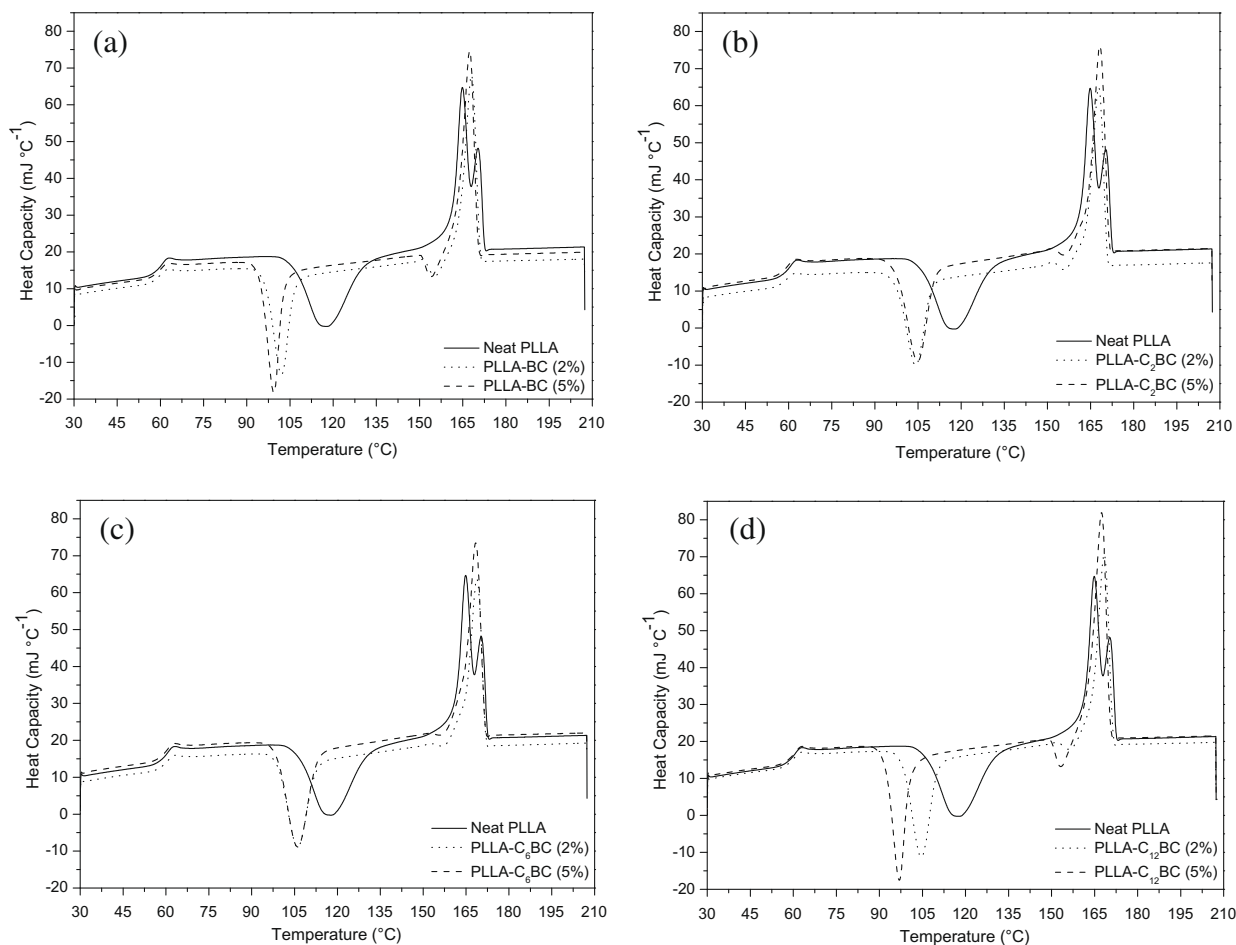 (a)
Heat Capacity (mJ °C⁻¹)
80
70
60
50
40
30
20
10
0
-10
-20
Neat PLLA
PLLA-BC (2%)
PLLA-BC (5%)
30 45 60 75 90 105 120 135 150 165 180 195 210
Temperature (°C)
(b)
Heat Capacity (mJ °C⁻¹)
80
70
60
50
40
30
20
10
0
-10
-20
Neat PLLA
PLLA-C₂BC (2%)
PLLA-C₂BC (5%)
30 45 60 75 90 105 120 135 150 165 180 195 210
Temperature (°C)
(c)
Heat Capacity (mJ °C⁻¹)
80
70
60
50
40
30
20
10
0
-10
-20
Neat PLLA
PLLA-C₆BC (2%)
PLLA-C₆BC (5%)
30 45 60 75 90 105 120 135 150 165 180 195 210
Temperature (°C)
(d)
Heat Capacity (mJ °C⁻¹)
80
70
60
50
40
30
20
10
0
-10
-20
Neat PLLA
PLLA-C₁₂BC (2%)
PLLA-C₁₂BC (5%)
30 45 60 75 90 105 120 135 150 165 180 195 210
Temperature (°C)